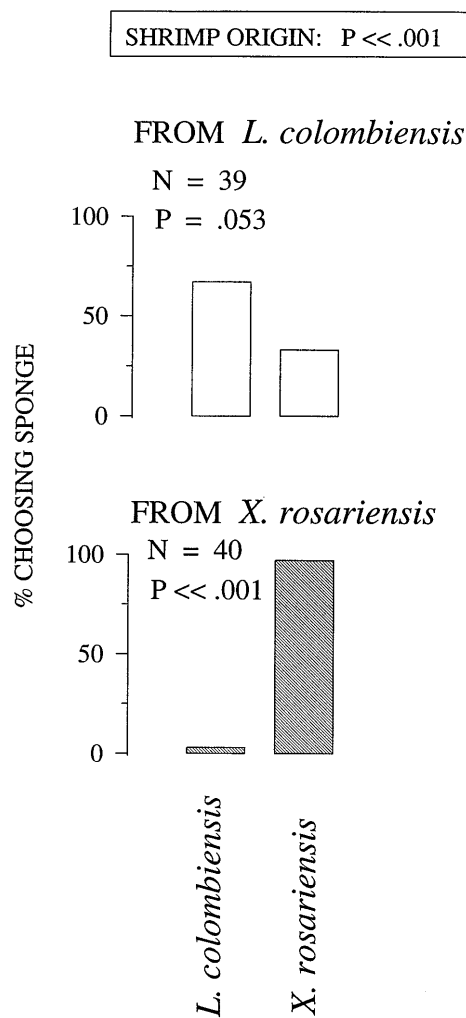 SHRIMP ORIGIN: P << .001
FROM L. colombiensis
N = 39
P = .053
100
50
0
% CHOOSING SPONGE
FROM X. rosariensis
N = 40
P << .001
100
50
0
L. colombiensis
X. rosariensis